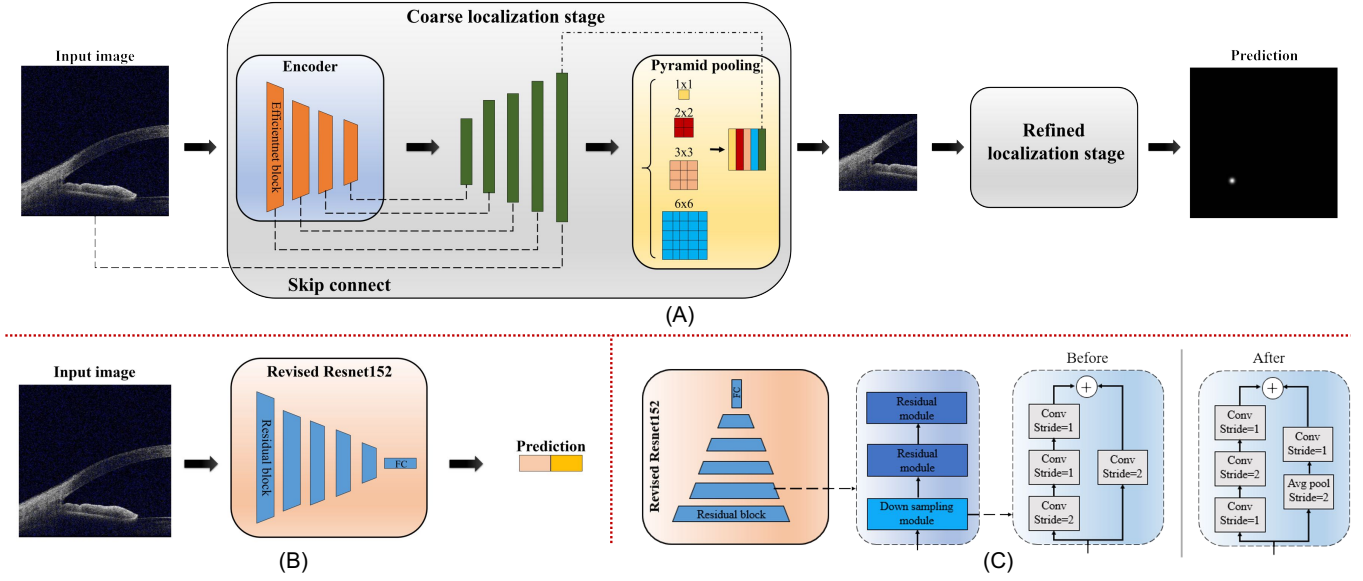 Coarse localization stage
Input image
Encoder
Efficientnet block
Pyramid pooling
1x1
2x2
3x3
6x6
Refined
localization stage
Prediction
Skip connect
(A)
Input image
Revised Resnet152
Residual block
FC
Prediction
(B)
Revised Resnet152
FC
Residual block
Residual
module
Residual
module
Down sampling
module
Before
Conv
Stride=1
Conv
Stride=1
Conv
Stride=2
Conv
Stride=2
+
After
Conv
Stride=1
Conv
Stride=2
Conv
Stride=1
Conv
Stride=1
Avg pool
Stride=2
+
(C)